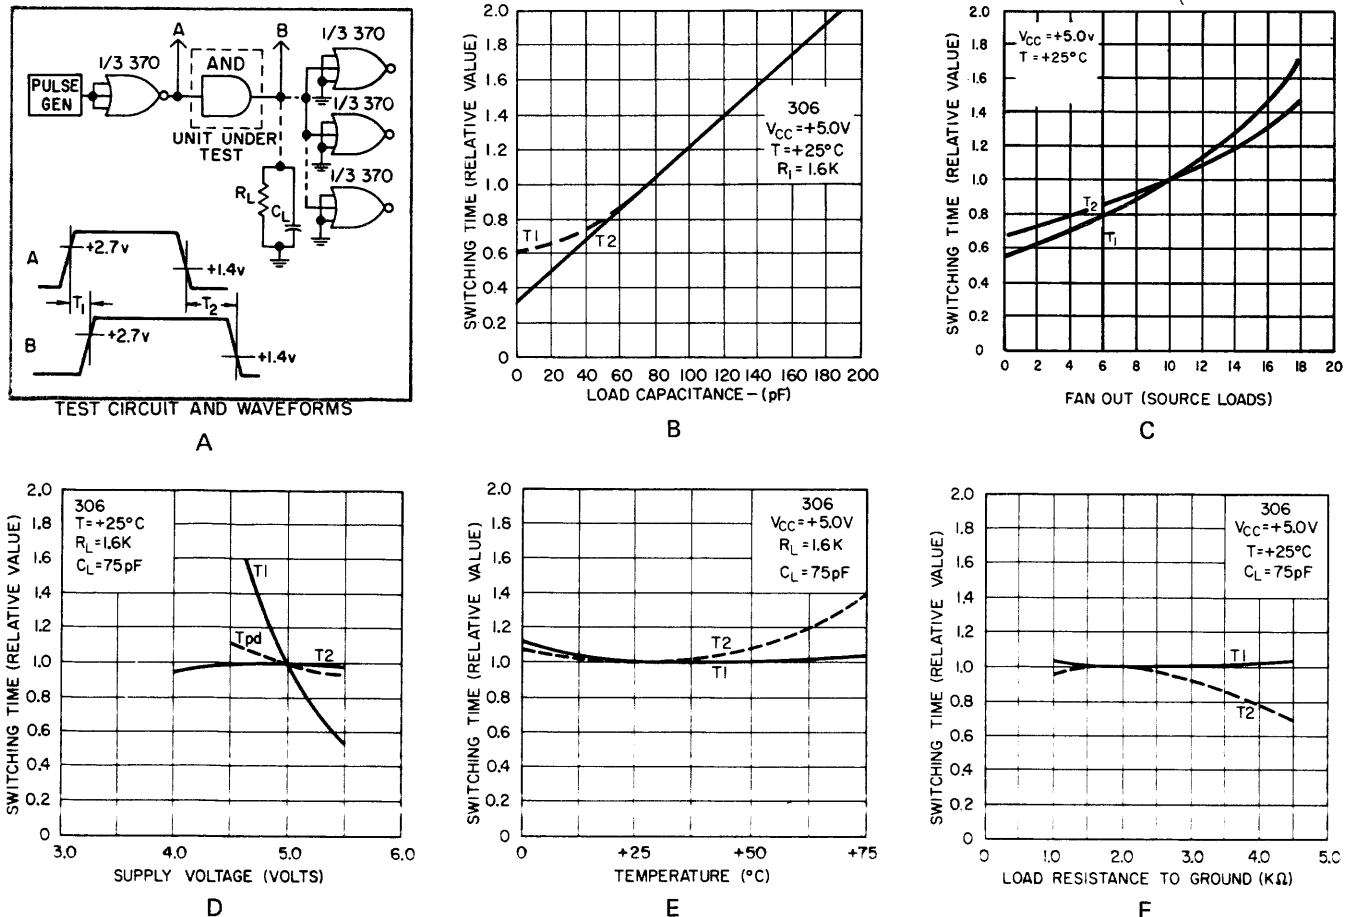 A
B
1/3 370
1/3 370
AND
PULSE
GEN
1/3 370
UNIT UNDER
TEST
1/3 370
RL
CL
A
+2.7v
+1.4v
T1
T2
B
+2.7v
+1.4v
TEST CIRCUIT AND WAVEFORMS
A
SWITCHING TIME (RELATIVE VALUE)
2.0
1.8
1.6
1.4
1.2
1.0
0.8
0.6
0.4
0.2
0
306
VCC=+5.0V
T=+25°C
R1=1.6K
T1
T2
0 20 40 60 80 100 120 140 160 180 200
LOAD CAPACITANCE-(pF)
B
SWITCHING TIME (RELATIVE VALUE)
2.0
1.8
1.6
1.4
1.2
1.0
0.8
0.6
0.4
0.2
0
VCC=+5.0v
T=+25°C
T2
T1
0 2 4 6 8 10 12 14 16 18 20
FAN OUT (SOURCE LOADS)
C
SWITCHING TIME (RELATIVE VALUE)
2.0
1.8
1.6
1.4
1.2
1.0
0.8
0.6
0.4
0.2
0
306
T=+25°C
RL=1.6K
CL=75pF
T1
Tpd
T2
3.0 4.0 5.0 6.0
SUPPLY VOLTAGE (VOLTS)
D
SWITCHING TIME (RELATIVE VALUE)
2.0
1.8
1.6
1.4
1.2
1.0
0.8
0.6
0.4
0.2
0
306
VCC=+5.0V
RL=1.6K
CL=75pF
T2
T1
0 +25 +50 +75
TEMPERATURE (°C)
E
SWITCHING TIME (RELATIVE VALUE)
2.0
1.8
1.6
1.4
1.2
1.0
0.8
0.6
0.4
0.2
0
306
VCC=+5.0V
T=+25°C
CL=75pF
T1
T2
0 1.0 2.0 3.0 4.0 5.0
LOAD RESISTANCE TO GROUND (KΩ)
F